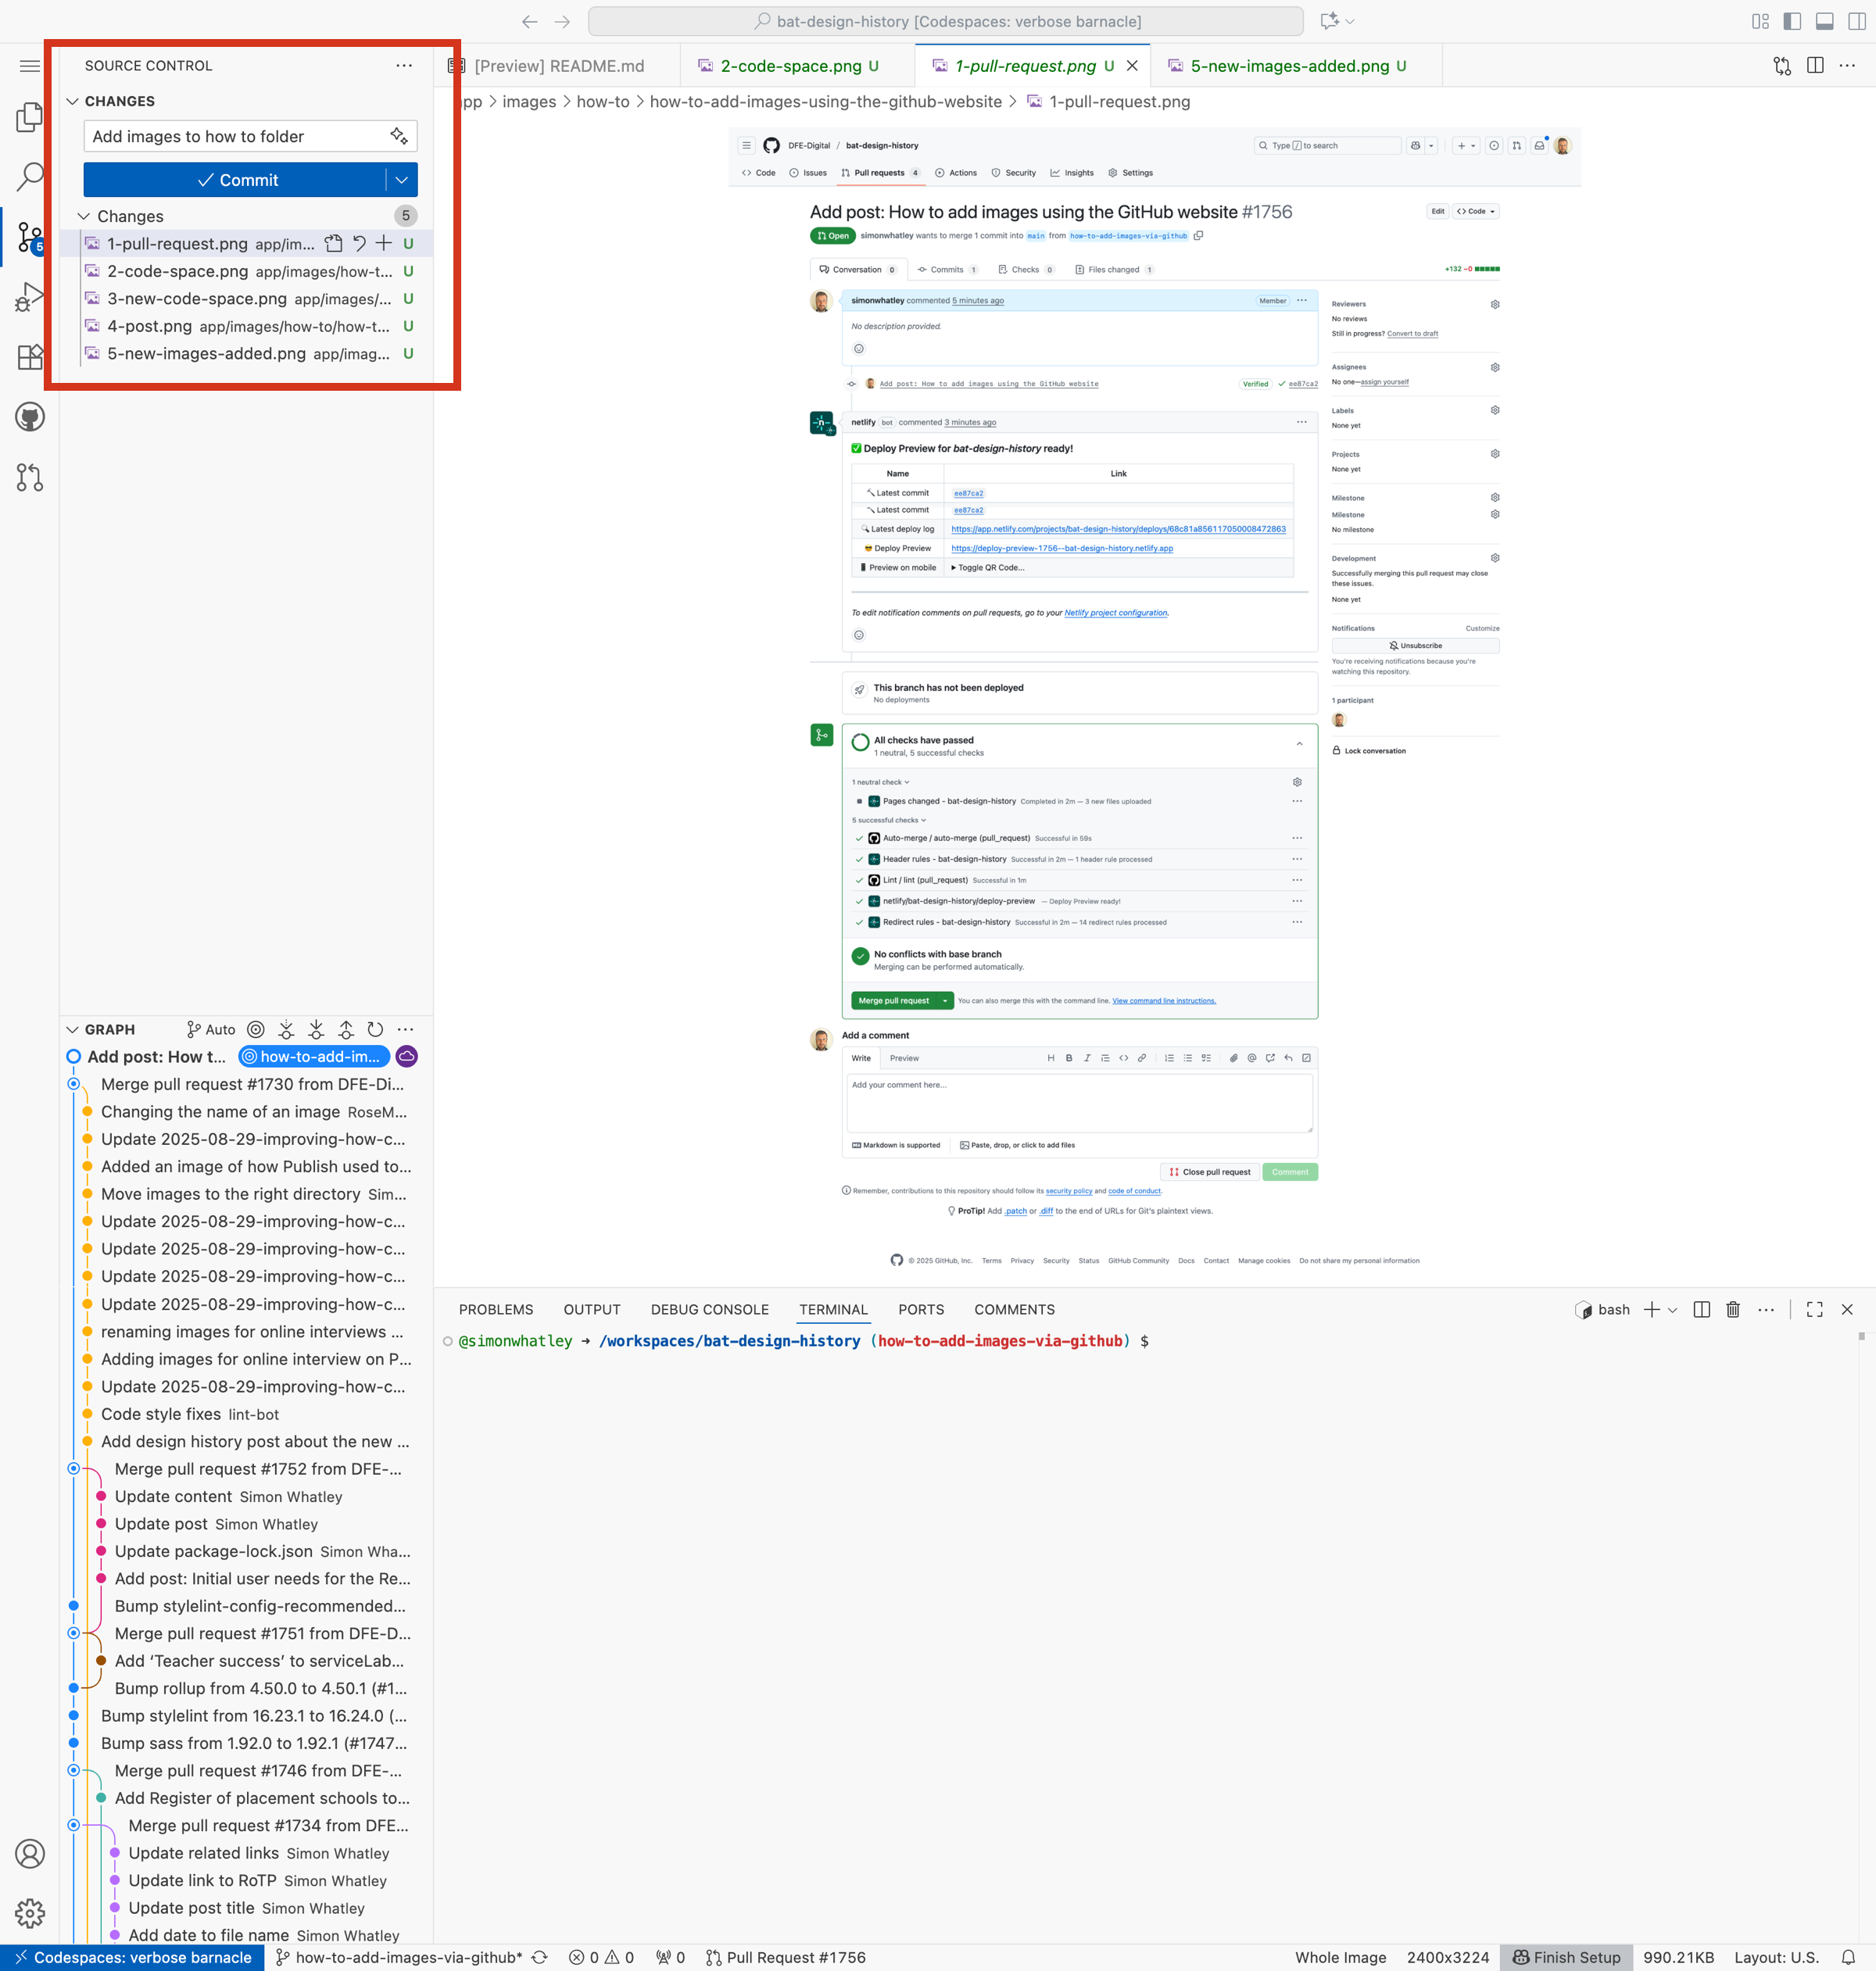 bat-design-history [Codespaces: verbose barnacle]
SOURCE CONTROL
CHANGES
Add images to how to folder
Commit
Changes 5
1-pull-request.png app/im... U
2-code-space.png app/images/how-t... U
3-new-code-space.png app/images/... U
4-post.png app/images/how-to/how-t... U
5-new-images-added.png app/imag... U
5
[Preview] README.md
2-code-space.png U
1-pull-request.png U
5-new-images-added.png U
pp > images > how-to > how-to-add-images-using-the-github-website > 1-pull-request.png
DFE-Digital / bat-design-history
Type / to search
Code Issues Pull requests 4 Actions Security Insights Settings
Add post: How to add images using the GitHub website #1756
Edit <> Code
Open simonwhatley wants to merge 1 commit into main from how-to-add-images-via-github
Conversation 0 Commits 1 Checks 0 Files changed 1
+132 −0
simonwhatley commented 5 minutes ago Member
No description provided.
Add post: How to add images using the GitHub website Verified ee87ca2
netlify bot commented 3 minutes ago
Deploy Preview for bat-design-history ready!
Name Link
Latest commit ee87ca2
Latest commit ee87ca2
Latest deploy log https://app.netlify.com/projects/bat-design-history/deploys/68c81a856117050008472863
Deploy Preview https://deploy-preview-1756--bat-design-history.netlify.app
Preview on mobile Toggle QR Code...
To edit notification comments on pull requests, go to your Netlify project configuration.
This branch has not been deployed
No deployments
All checks have passed
1 neutral, 5 successful checks
1 neutral check
Pages changed - bat-design-history Completed in 2m — 3 new files uploaded
5 successful checks
Auto-merge / auto-merge (pull_request) Successful in 59s
Header rules - bat-design-history Successful in 2m — 1 header rule processed
Lint / lint (pull_request) Successful in 1m
netlify/bat-design-history/deploy-preview — Deploy Preview ready!
Redirect rules - bat-design-history Successful in 2m — 14 redirect rules processed
No conflicts with base branch
Merging can be performed automatically.
Merge pull request You can also merge this with the command line. View command line instructions.
Add a comment
Write Preview
Add your comment here...
Markdown is supported Paste, drop, or click to add files
Close pull request Comment
Remember, contributions to this repository should follow its security policy and code of conduct.
ProTip! Add .patch or .diff to the end of URLs for Git's plaintext views.
© 2025 GitHub, Inc. Terms Privacy Security Status GitHub Community Docs Contact Manage cookies Do not share my personal information
Reviewers
No reviews
Still in progress? Convert to draft
Assignees
No one—assign yourself
Labels
None yet
Projects
None yet
Milestone
Milestone
No milestone
Development
Successfully merging this pull request may close
these issues.
None yet
Notifications Customize
Unsubscribe
You're receiving notifications because you're
watching this repository.
1 participant
Lock conversation
GRAPH Auto
Add post: How t... how-to-add-im...
Merge pull request #1730 from DFE-Di...
Changing the name of an image RoseM...
Update 2025-08-29-improving-how-c...
Added an image of how Publish used to...
Move images to the right directory Sim...
Update 2025-08-29-improving-how-c...
Update 2025-08-29-improving-how-c...
Update 2025-08-29-improving-how-c...
Update 2025-08-29-improving-how-c...
renaming images for online interviews ...
Adding images for online interview on P...
Update 2025-08-29-improving-how-c...
Code style fixes lint-bot
Add design history post about the new ...
Merge pull request #1752 from DFE-...
Update content Simon Whatley
Update post Simon Whatley
Update package-lock.json Simon Wha...
Add post: Initial user needs for the Re...
Bump stylelint-config-recommended...
Merge pull request #1751 from DFE-D...
Add ‘Teacher success’ to serviceLab...
Bump rollup from 4.50.0 to 4.50.1 (#1...
Bump stylelint from 16.23.1 to 16.24.0 (...
Bump sass from 1.92.0 to 1.92.1 (#1747...
Merge pull request #1746 from DFE-...
Add Register of placement schools to...
Merge pull request #1734 from DFE...
Update related links Simon Whatley
Update link to RoTP Simon Whatley
Update post title Simon Whatley
Add date to file name Simon Whatley
PROBLEMS OUTPUT DEBUG CONSOLE TERMINAL PORTS COMMENTS
bash
@simonwhatley → /workspaces/bat-design-history (how-to-add-images-via-github) $
Codespaces: verbose barnacle how-to-add-images-via-github* 0 0 0 Pull Request #1756
Whole Image 2400x3224 Finish Setup 990.21KB Layout: U.S.